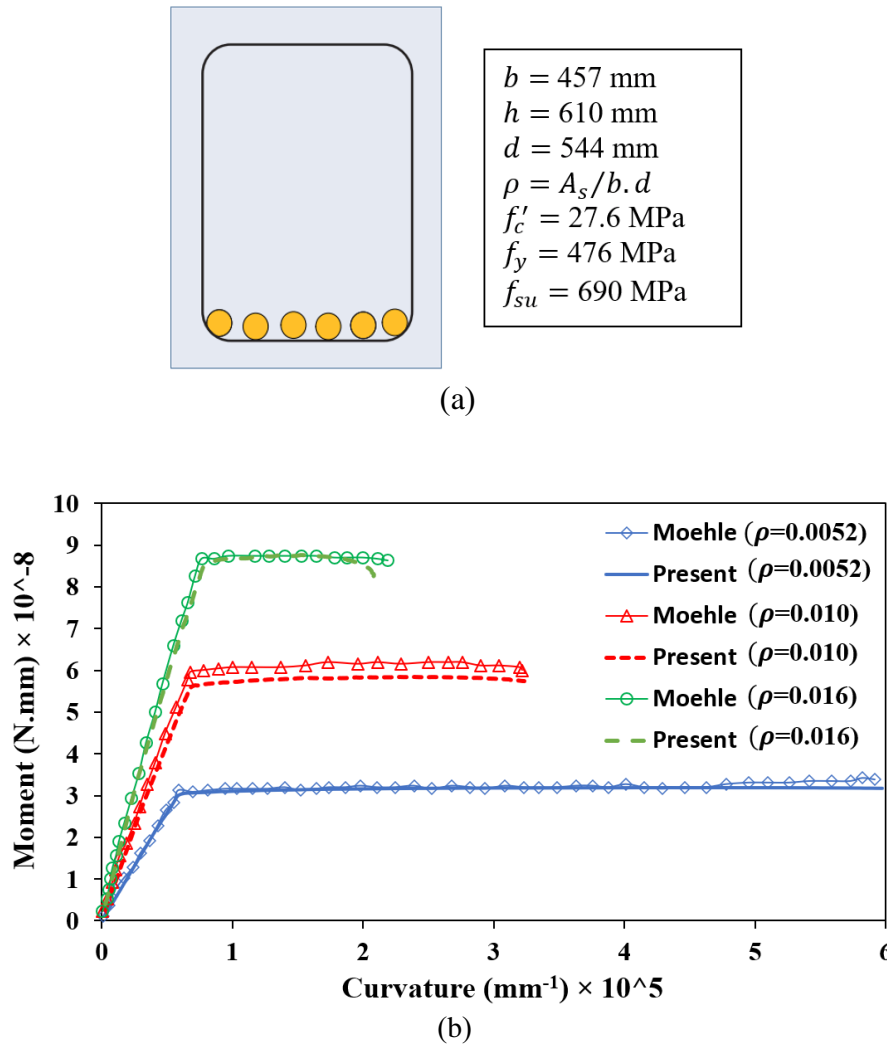 b = 457 mm
h = 610 mm
d = 544 mm
ρ = A_s/b.d
f_c′ = 27.6 MPa
f_y = 476 MPa
f_su = 690 MPa
(a)
10
9
8
7
6
5
4
3
2
1
0
Moment (N.mm) × 10^-8
Moehle (ρ=0.0052)
Present (ρ=0.0052)
Moehle (ρ=0.010)
Present (ρ=0.010)
Moehle (ρ=0.016)
Present (ρ=0.016)
0 1 2 3 4 5 6
Curvature (mm⁻¹) × 10^5
(b)